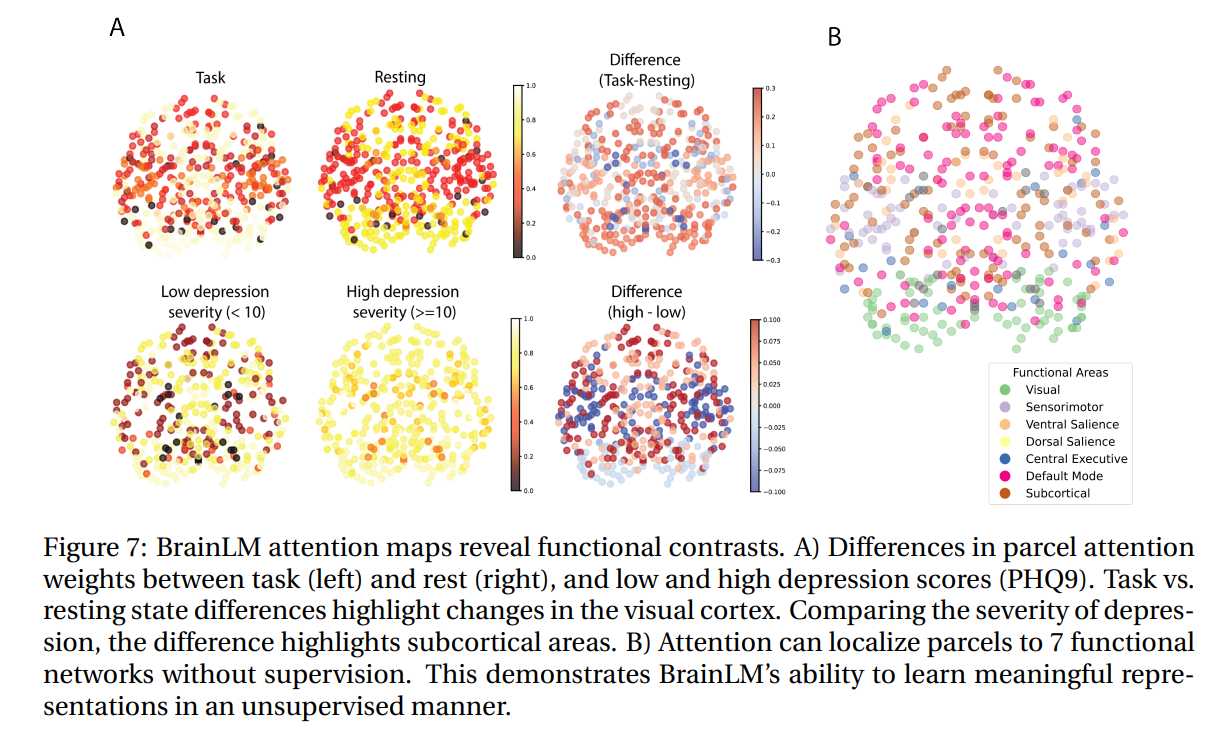 A
B
Task
Resting
Difference
(Task-Resting)
1.0
0.8
0.6
0.4
0.2
0.0
0.3
0.2
0.1
0.0
−0.1
−0.2
−0.3
Low depression
severity (< 10)
High depression
severity (>=10)
Difference
(high - low)
1.0
0.8
0.6
0.4
0.2
0.0
0.100
0.075
0.050
0.025
0.000
−0.025
−0.050
−0.075
−0.100
Functional Areas
Visual
Sensorimotor
Ventral Salience
Dorsal Salience
Central Executive
Default Mode
Subcortical
Figure 7: BrainLM attention maps reveal functional contrasts. A) Differences in parcel attention
weights between task (left) and rest (right), and low and high depression scores (PHQ9). Task vs.
resting state differences highlight changes in the visual cortex. Comparing the severity of depres-
sion, the difference highlights subcortical areas. B) Attention can localize parcels to 7 functional
networks without supervision. This demonstrates BrainLM’s ability to learn meaningful repre-
sentations in an unsupervised manner.